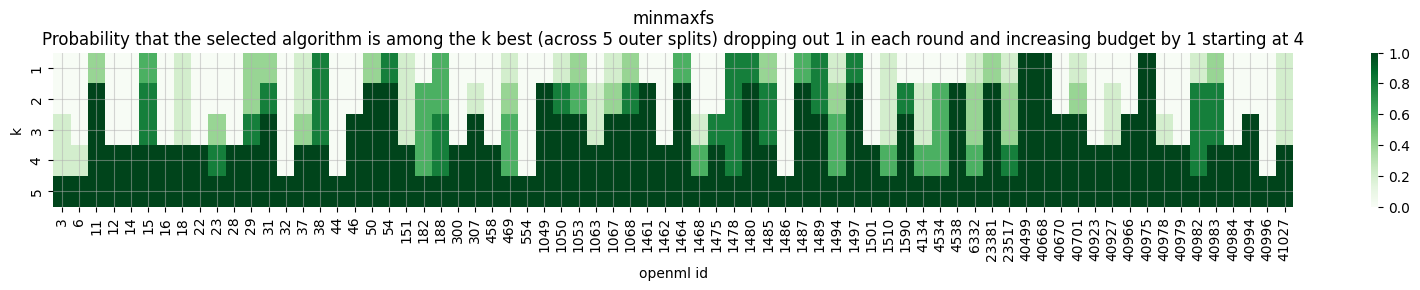 minmaxfs
Probability that the selected algorithm is among the k best (across 5 outer splits) dropping out 1 in each round and increasing budget by 1 starting at 4
k
1
2
3
4
5
3 6 11 12 14 15 16 18 22 23 28 29 31 32 37 38 44 46 50 54 151 182 188 300 307 458 469 554 1049 1050 1053 1063 1067 1068 1461 1462 1464 1468 1475 1478 1480 1485 1486 1487 1489 1494 1497 1501 1510 1590 4134 4534 4538 6332 23381 23517 40499 40668 40670 40701 40923 40927 40966 40975 40978 40979 40982 40983 40984 40994 40996 41027
openml id
1.0
0.8
0.6
0.4
0.2
0.0